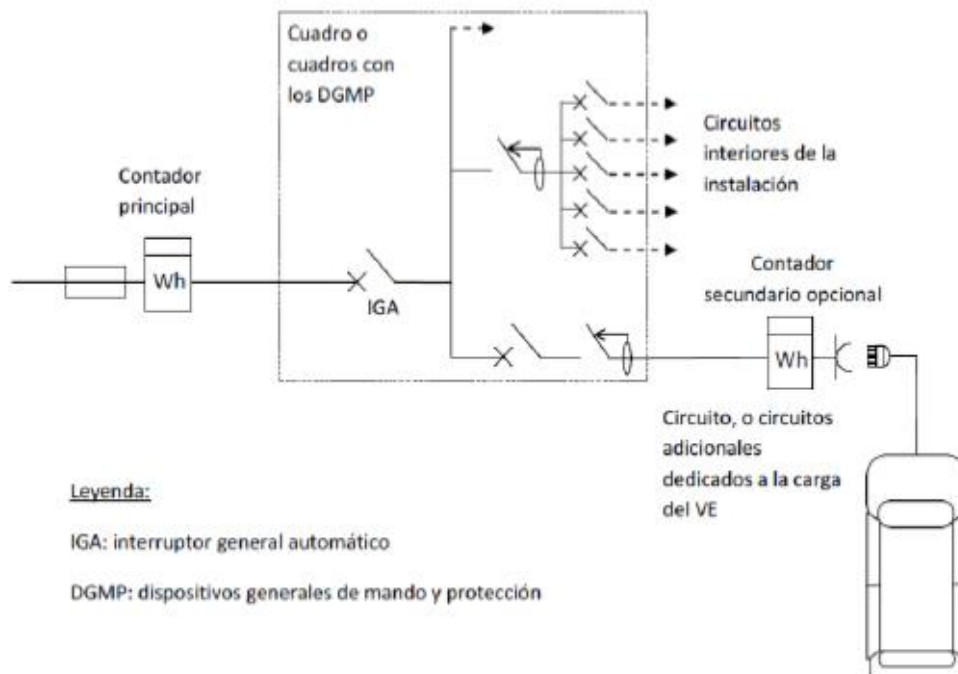 Cuadro o
cuadros con
los DGMP
Circuitos
interiores de la
instalación
Contador
principal
Wh
IGA
Contador
secundario opcional
Wh
Circuito, o circuitos
adicionales
dedicados a la carga
del VE
Leyenda:
IGA: interruptor general automático
DGMP: dispositivos generales de mando y protección